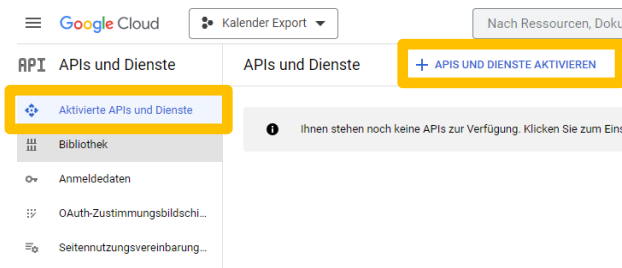 Google Cloud
Kalender Export
Nach Ressourcen, Doku
API APIs und Dienste
APIs und Dienste
+ APIS UND DIENSTE AKTIVIEREN
Aktivierte APIs und Dienste
Ihnen stehen noch keine APIs zur Verfügung. Klicken Sie zum Eins
Bibliothek
Anmeldedaten
OAuth-Zustimmungsbildschi...
Seitennutzungsvereinbarung...